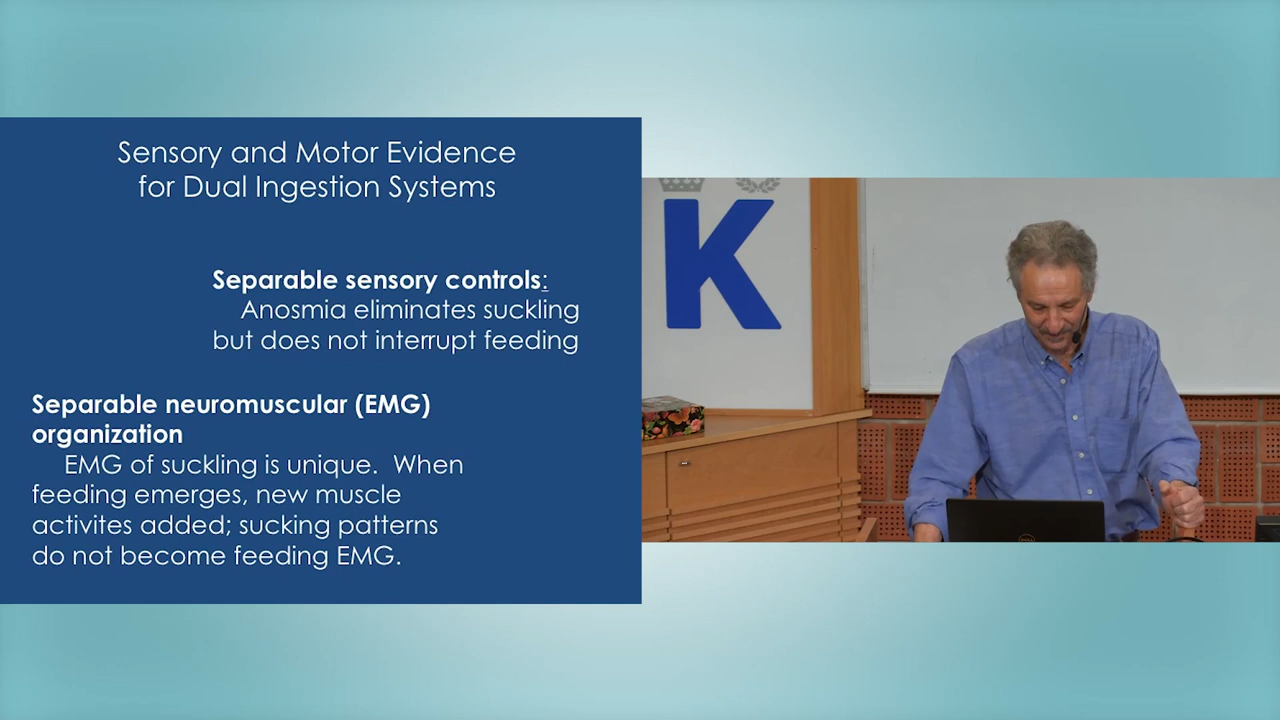 Sensory and Motor Evidence
for Dual Ingestion Systems
Separable sensory controls:
Anosmia eliminates suckling
but does not interrupt feeding
Separable neuromuscular (EMG)
organization
EMG of suckling is unique. When
feeding emerges, new muscle
activites added; sucking patterns
do not become feeding EMG.
K
DELL